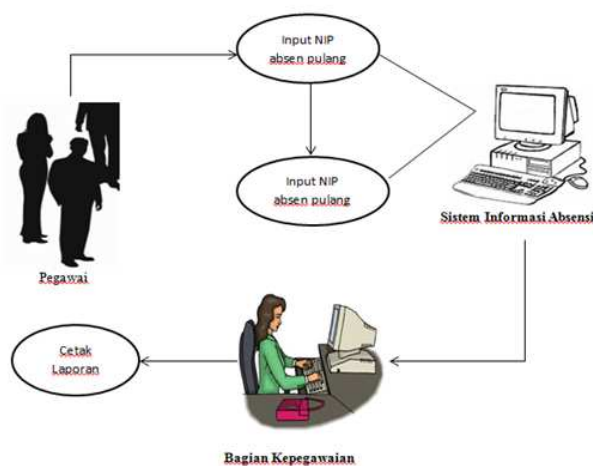 Input NIP
absen pulang
Input NIP
absen pulang
Sistem Informasi Absensi
Pegawai
Cetak
Laporan
Bagian Kepegawaian